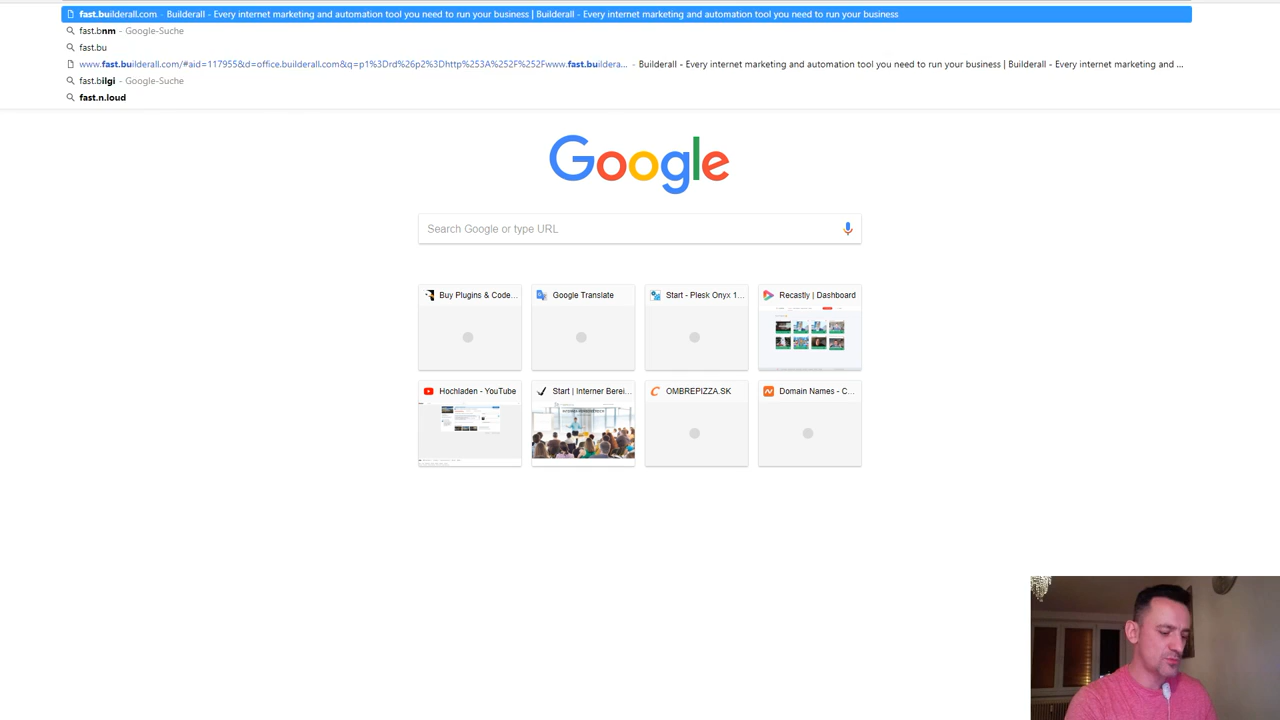 fast.builderall.com - Builderall - Every internet marketing and automation tool you need to run your business | Builderall - Every internet marketing and automation tool you need to run your business
fast.bnm - Google-Suche
fast.bu
www.fast.builderall.com/#aid=117955&d=office.builderall.com&q=p1%3Drd%26p2%3Dhttp%253A%252F%252Fwww.fast.buildera... - Builderall - Every internet marketing and automation tool you need to run your business | Builderall - Every internet marketing and ...
fast.bilgi - Google-Suche
fast.n.loud
Google
Search Google or type URL
Buy Plugins & Code...
Google Translate
Start - Plesk Onyx 1...
Recastly | Dashboard
Hochladen - YouTube
Start | Interner Berei...
OMBREPIZZA.SK
Domain Names - C...